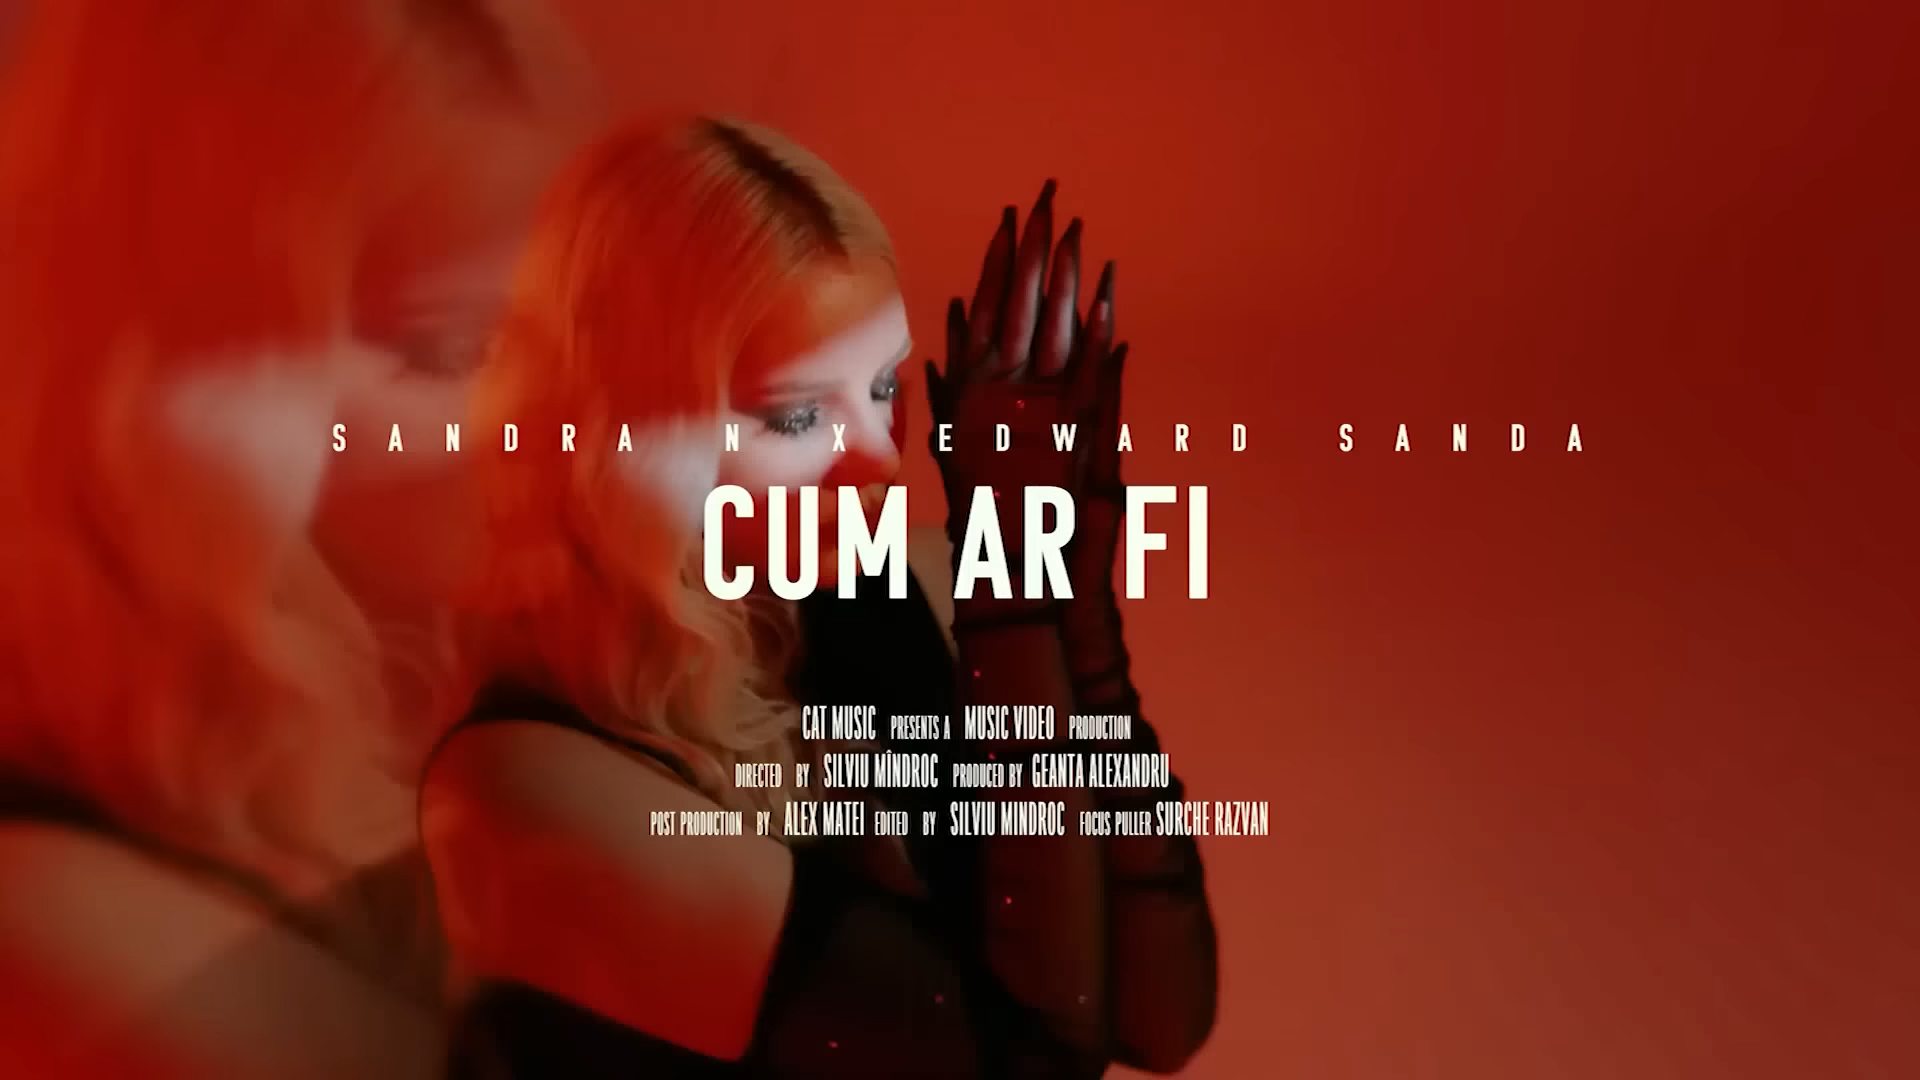 SANDRA N X EDWARD SANDA
CUM AR FI
CAT MUSIC PRESENTS A MUSIC VIDEO PRODUCTION
DIRECTED BY SILVIU MÎNDROC PRODUCED BY GEANTA ALEXANDRU
POST PRODUCTION BY ALEX MATEI EDITED BY SILVIU MINDROC FOCUS PULLER SURCHE RAZVAN